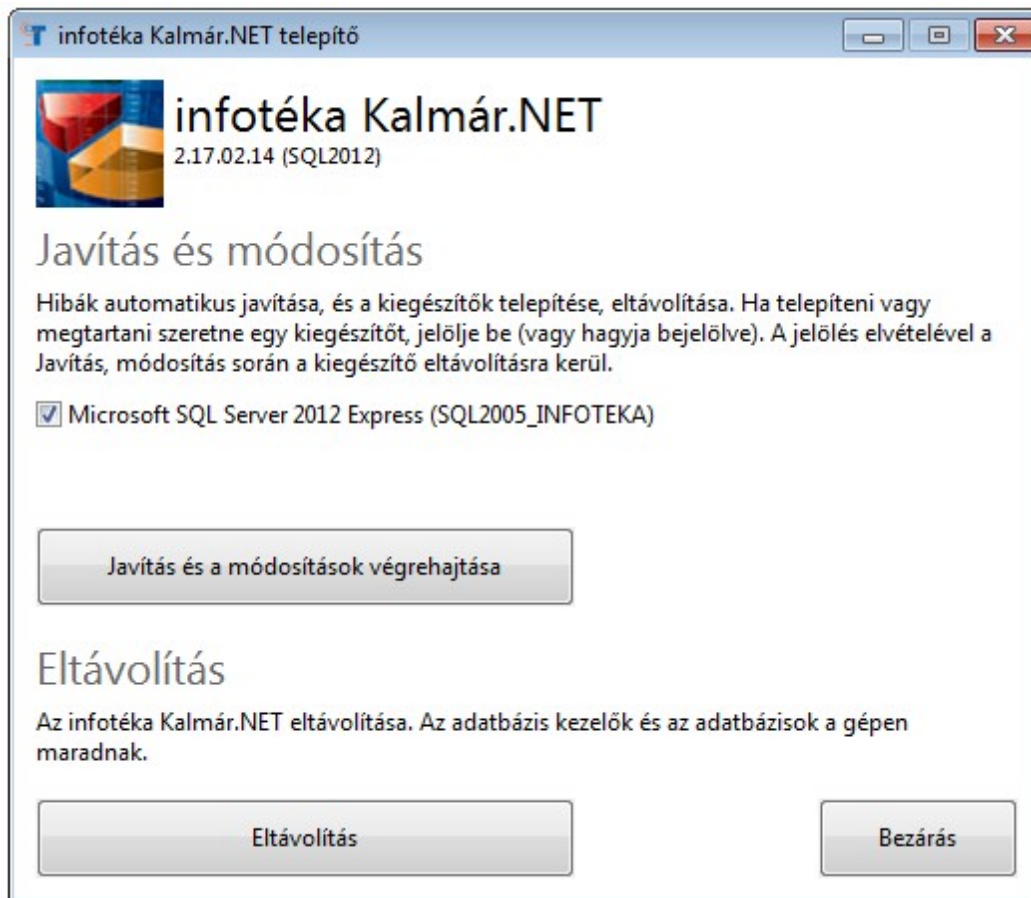 infotéka Kalmár.NET telepítő
infotéka Kalmár.NET
2.17.02.14 (SQL2012)
Javítás és módosítás
Hibák automatikus javítása, és a kiegészítők telepítése, eltávolítása. Ha telepíteni vagy
megtartani szeretne egy kiegészítőt, jelölje be (vagy hagyja bejelölve). A jelölés elvételével a
Javítás, módosítás során a kiegészítő eltávolításra kerül.
Microsoft SQL Server 2012 Express (SQL2005_INFOTEKA)
Javítás és a módosítások végrehajtása
Eltávolítás
Az infotéka Kalmár.NET eltávolítása. Az adatbázis kezelők és az adatbázisok a gépen
maradnak.
Eltávolítás
Bezárás